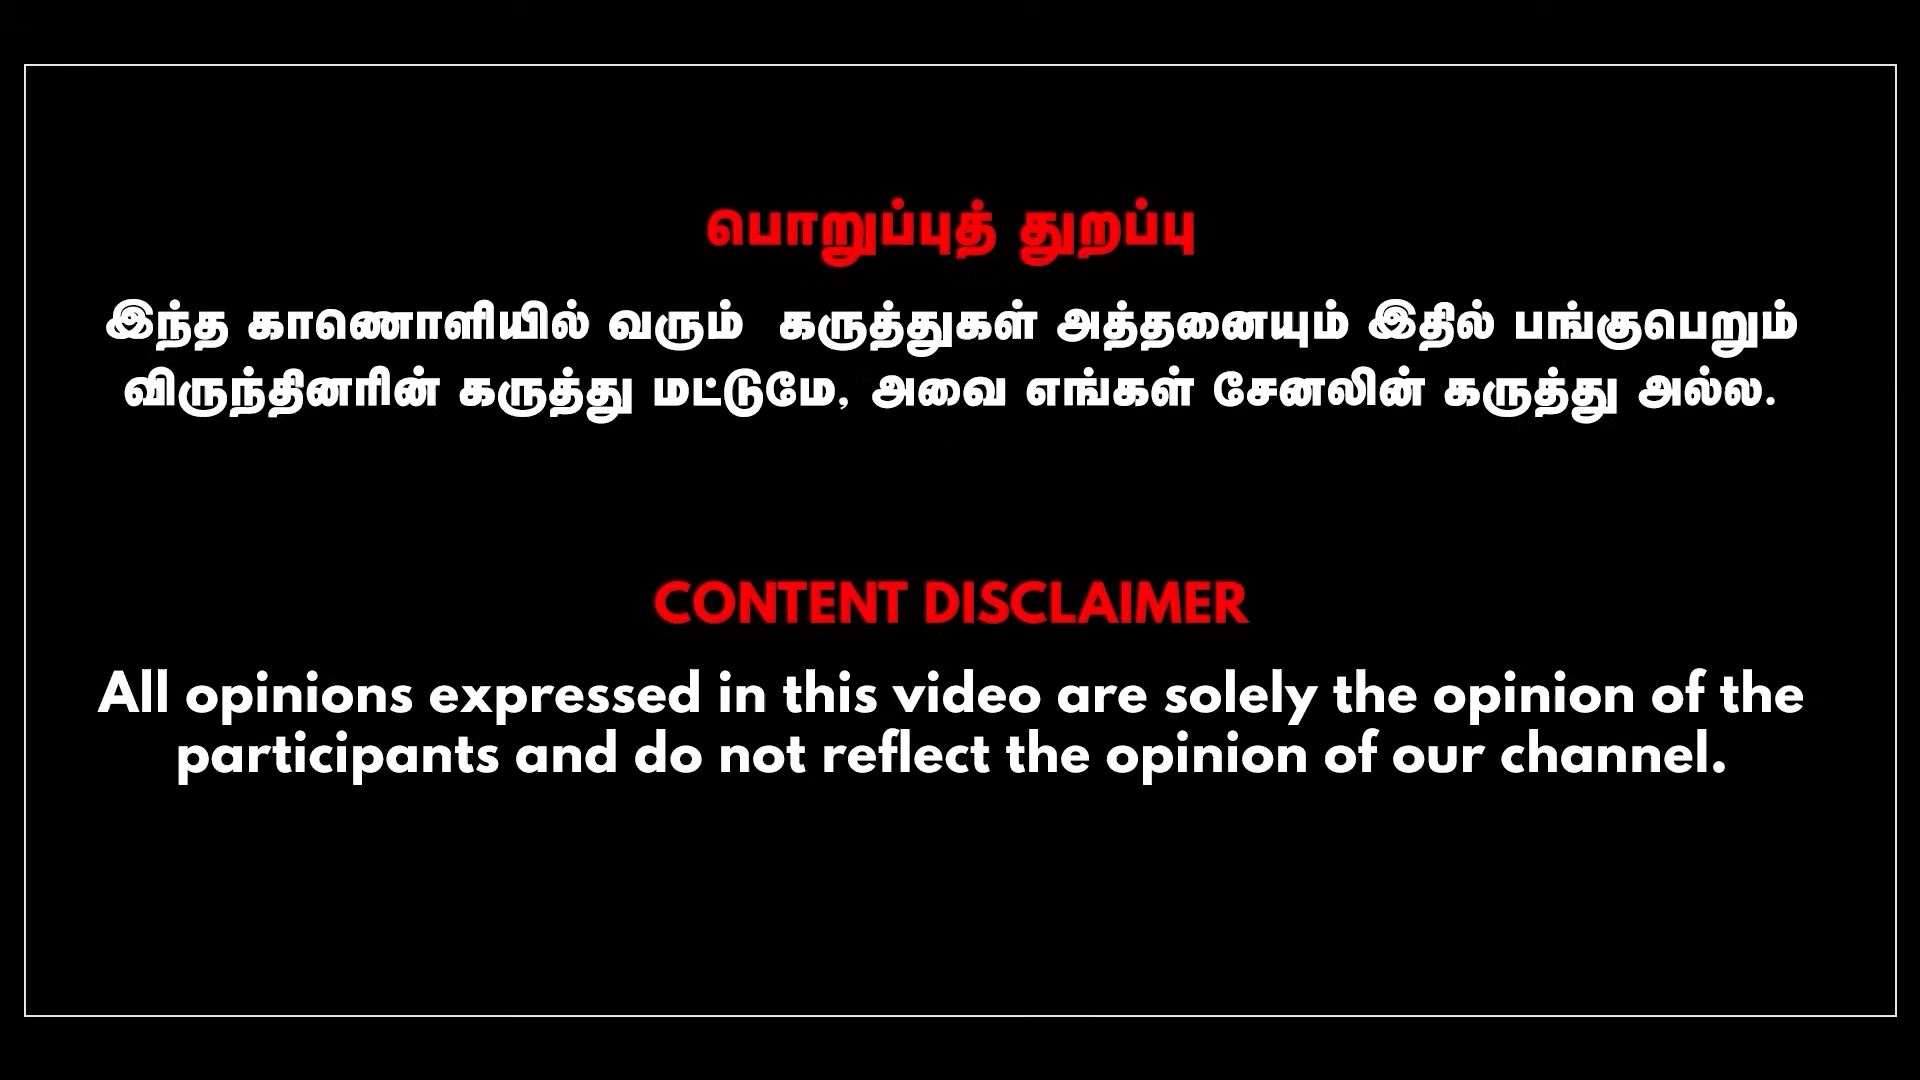 பொறுப்புத் துறப்பு
இந்த காணொளியில் வரும் கருத்துகள் அத்தனையும் இதில் பங்குபெறும்
விருந்தினரின் கருத்து மட்டுமே, அவை எங்கள் சேனலின் கருத்து அல்ல.
CONTENT DISCLAIMER
All opinions expressed in this video are solely the opinion of the
participants and do not reflect the opinion of our channel.